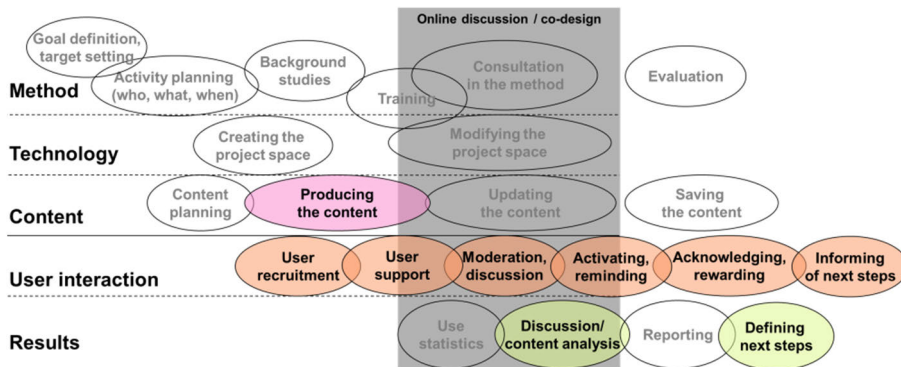 Online discussion / co-design
Goal definition,
target setting
Activity planning
(who, what, when)
Background
studies
Training
Consultation
in the method
Evaluation
Method
Creating the
project space
Modifying the
project space
Technology
Content
planning
Producing
the content
Updating
the content
Saving
the content
Content
User
recruitment
User
support
Moderation,
discussion
Activating,
reminding
Acknowledging,
rewarding
Informing
of next steps
User interaction
Use
statistics
Discussion/
content analysis
Reporting
Defining
next steps
Results